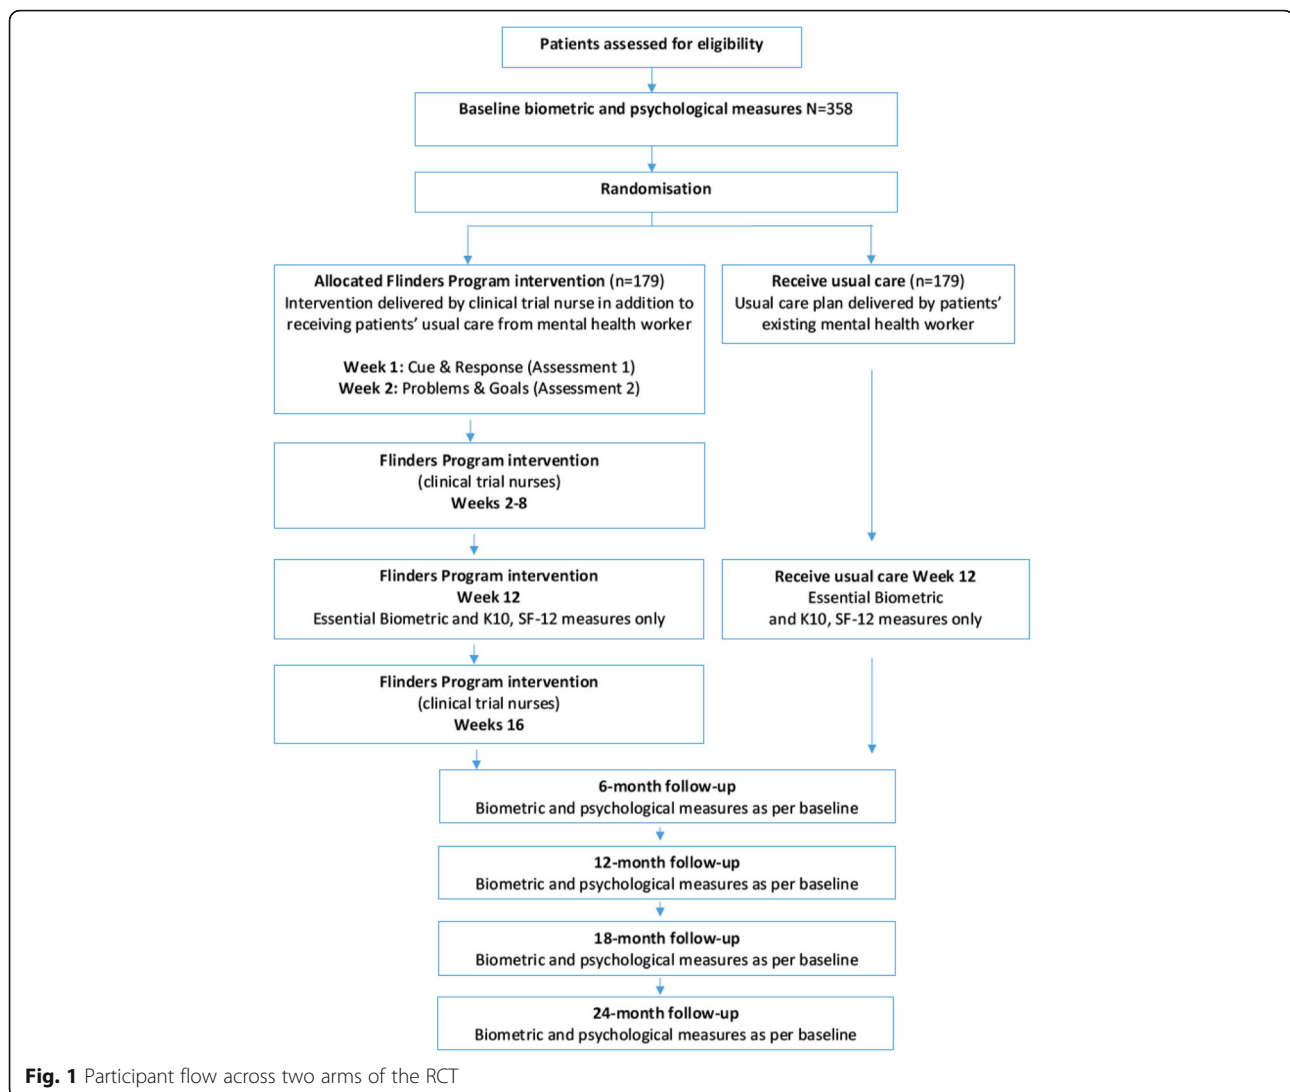 Patients assessed for eligibility
Baseline biometric and psychological measures N=358
Randomisation
Allocated Flinders Program intervention (n=179)
Intervention delivered by clinical trial nurse in addition to
receiving patients’ usual care from mental health worker
Week 1: Cue & Response (Assessment 1)
Week 2: Problems & Goals (Assessment 2)
Receive usual care (n=179)
Usual care plan delivered by patients’
existing mental health worker
Flinders Program intervention
(clinical trial nurses)
Weeks 2-8
Flinders Program intervention
Week 12
Essential Biometric and K10, SF-12 measures only
Receive usual care Week 12
Essential Biometric
and K10, SF-12 measures only
Flinders Program intervention
(clinical trial nurses)
Weeks 16
6-month follow-up
Biometric and psychological measures as per baseline
12-month follow-up
Biometric and psychological measures as per baseline
18-month follow-up
Biometric and psychological measures as per baseline
24-month follow-up
Biometric and psychological measures as per baseline
Fig. 1 Participant flow across two arms of the RCT